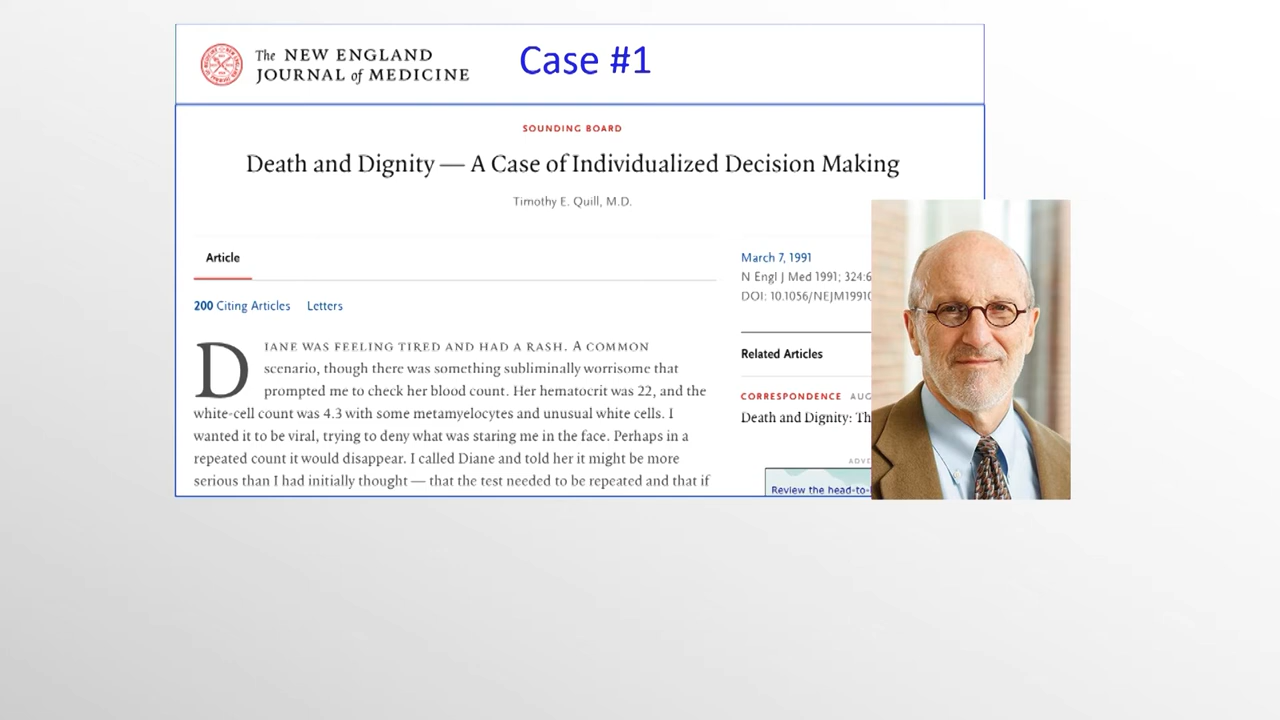 The NEW ENGLAND
JOURNAL of MEDICINE
Case #1
SOUNDING BOARD
Death and Dignity — A Case of Individualized Decision Making
Timothy E. Quill, M.D.
Article
200 Citing Articles Letters
DIANE WAS FEELING TIRED AND HAD A RASH. A COMMON
scenario, though there was something subliminally worrisome that
prompted me to check her blood count. Her hematocrit was 22, and the
white-cell count was 4.3 with some metamyelocytes and unusual white cells. I
wanted it to be viral, trying to deny what was staring me in the face. Perhaps in a
repeated count it would disappear. I called Diane and told her it might be more
serious than I had initially thought — that the test needed to be repeated and that if
March 7, 1991
N Engl J Med 1991; 324:6
DOI: 10.1056/NEJM1991
Related Articles
CORRESPONDENCE AUG
Death and Dignity: Th
ADVE
Review the head-to-